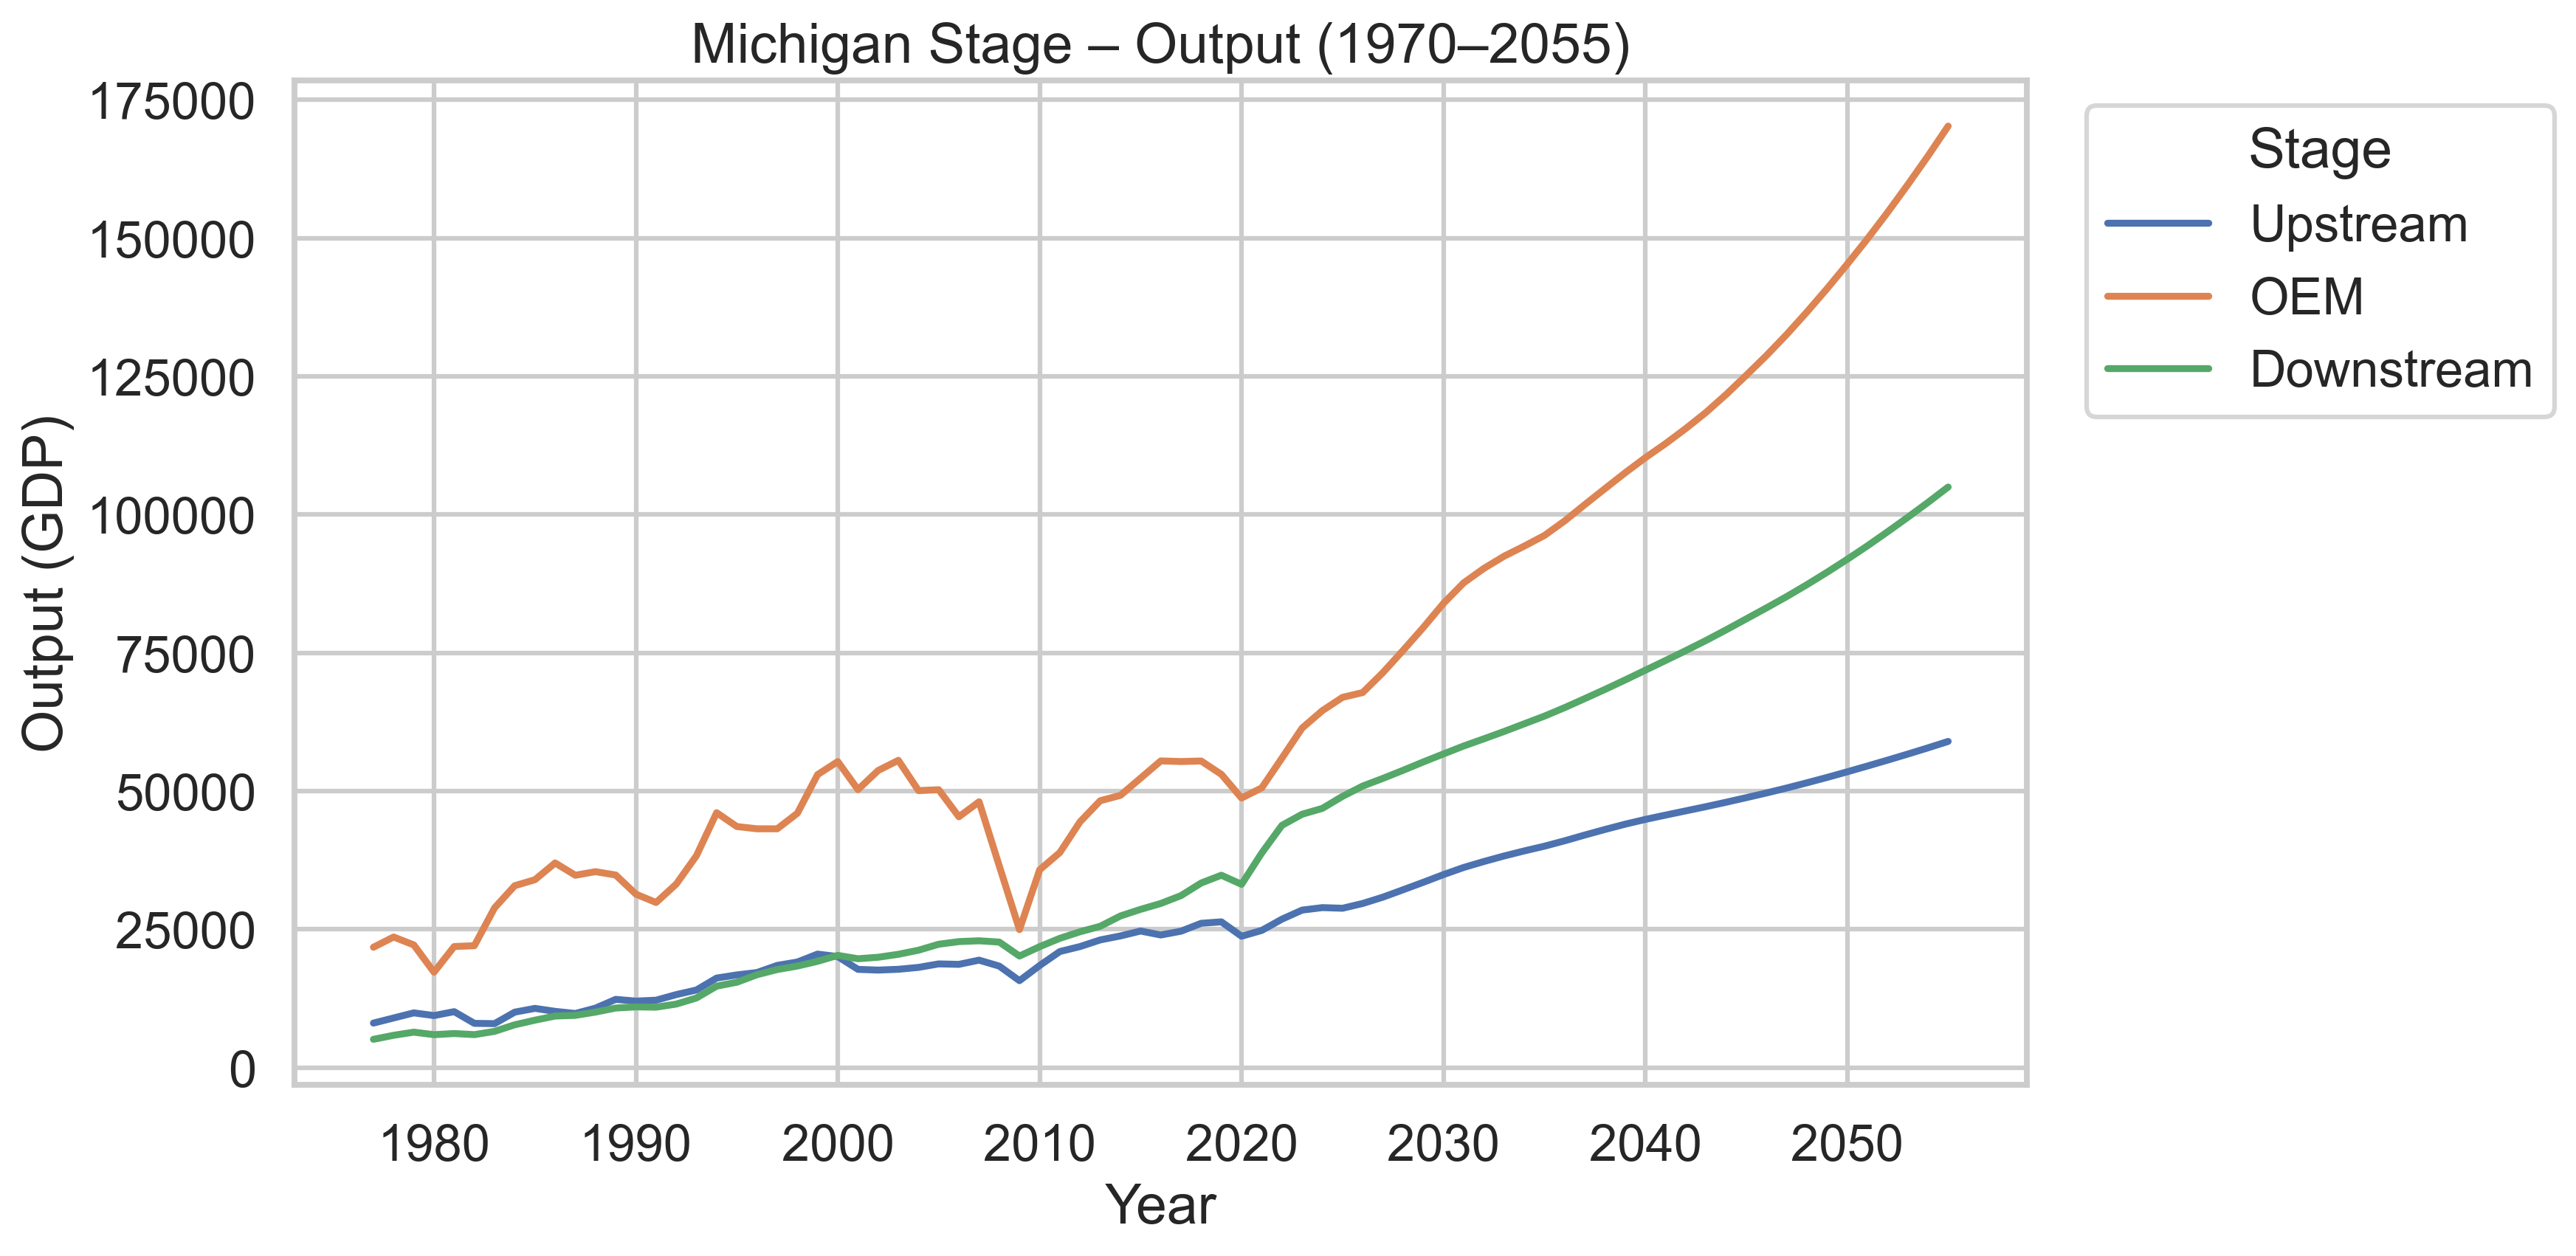 Michigan Stage – Output (1970–2055)
175000
150000
125000
100000
75000
50000
25000
0
Output (GDP)
1980 1990 2000 2010 2020 2030 2040 2050
Year
Stage
Upstream
OEM
Downstream